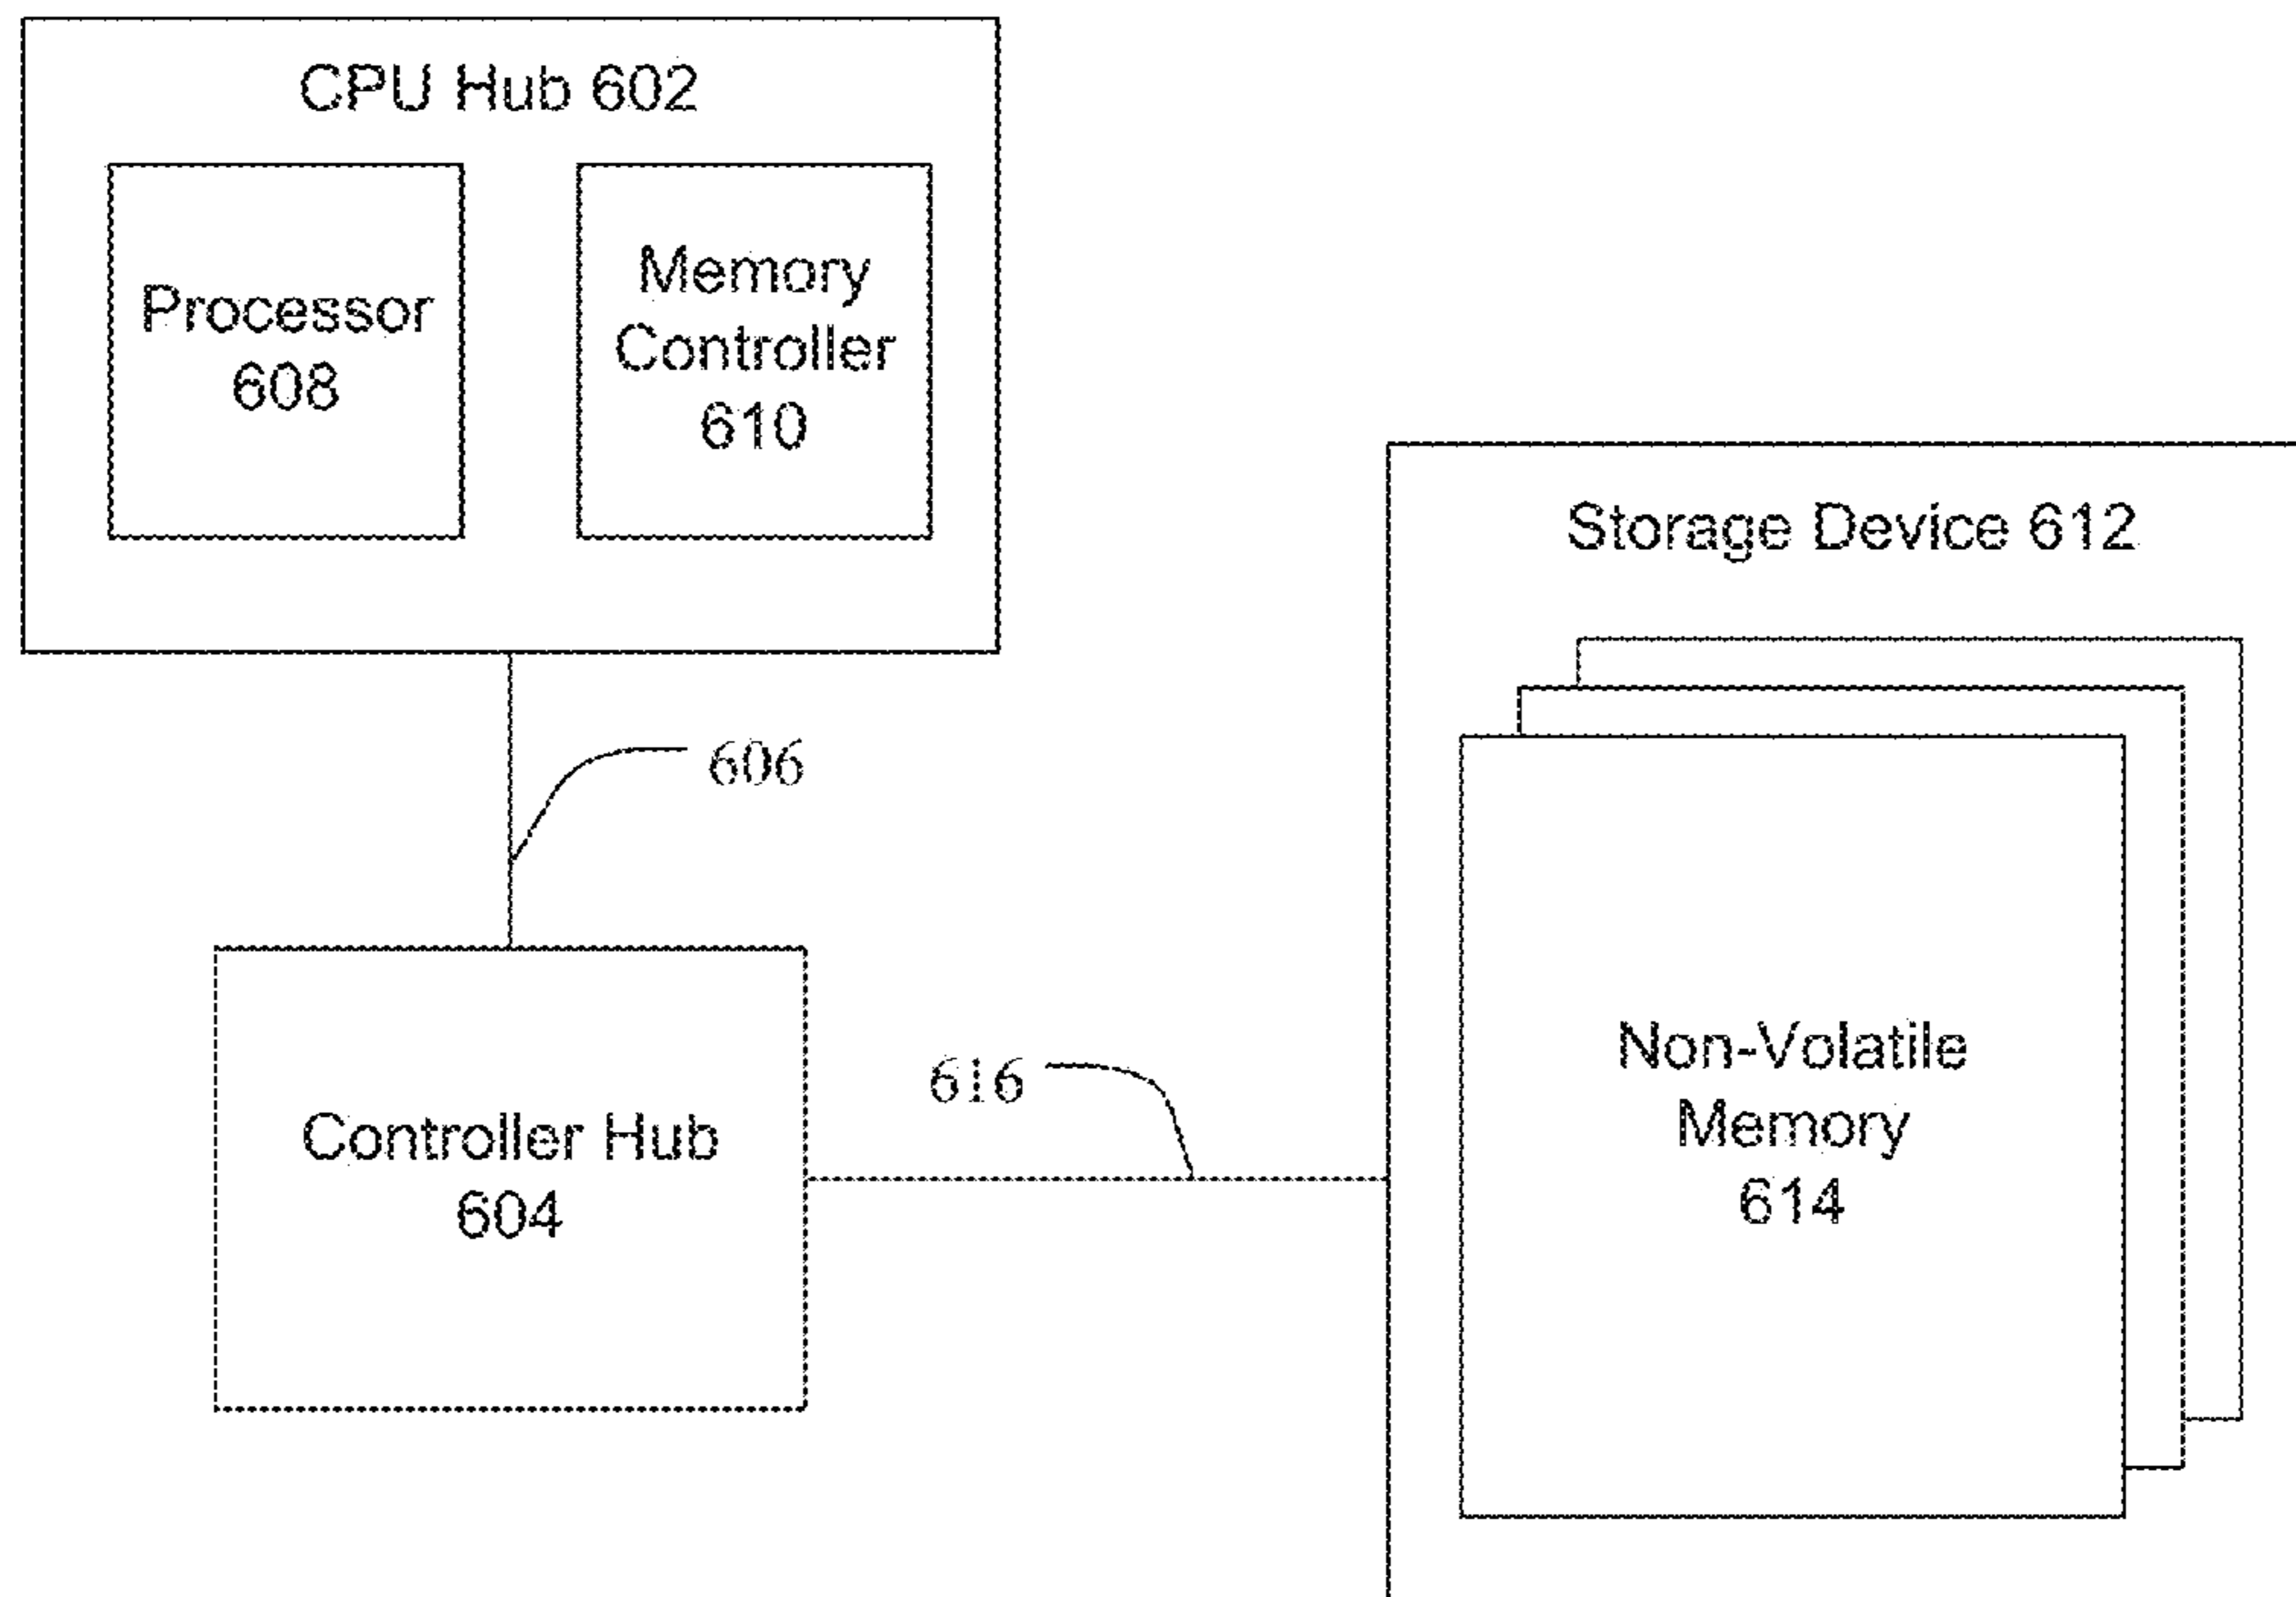 CPU Hub 602
Processor
608
Memory
Controller
610
Storage Device 612
606
Controller Hub
604
616
Non-Volatile
Memory
614